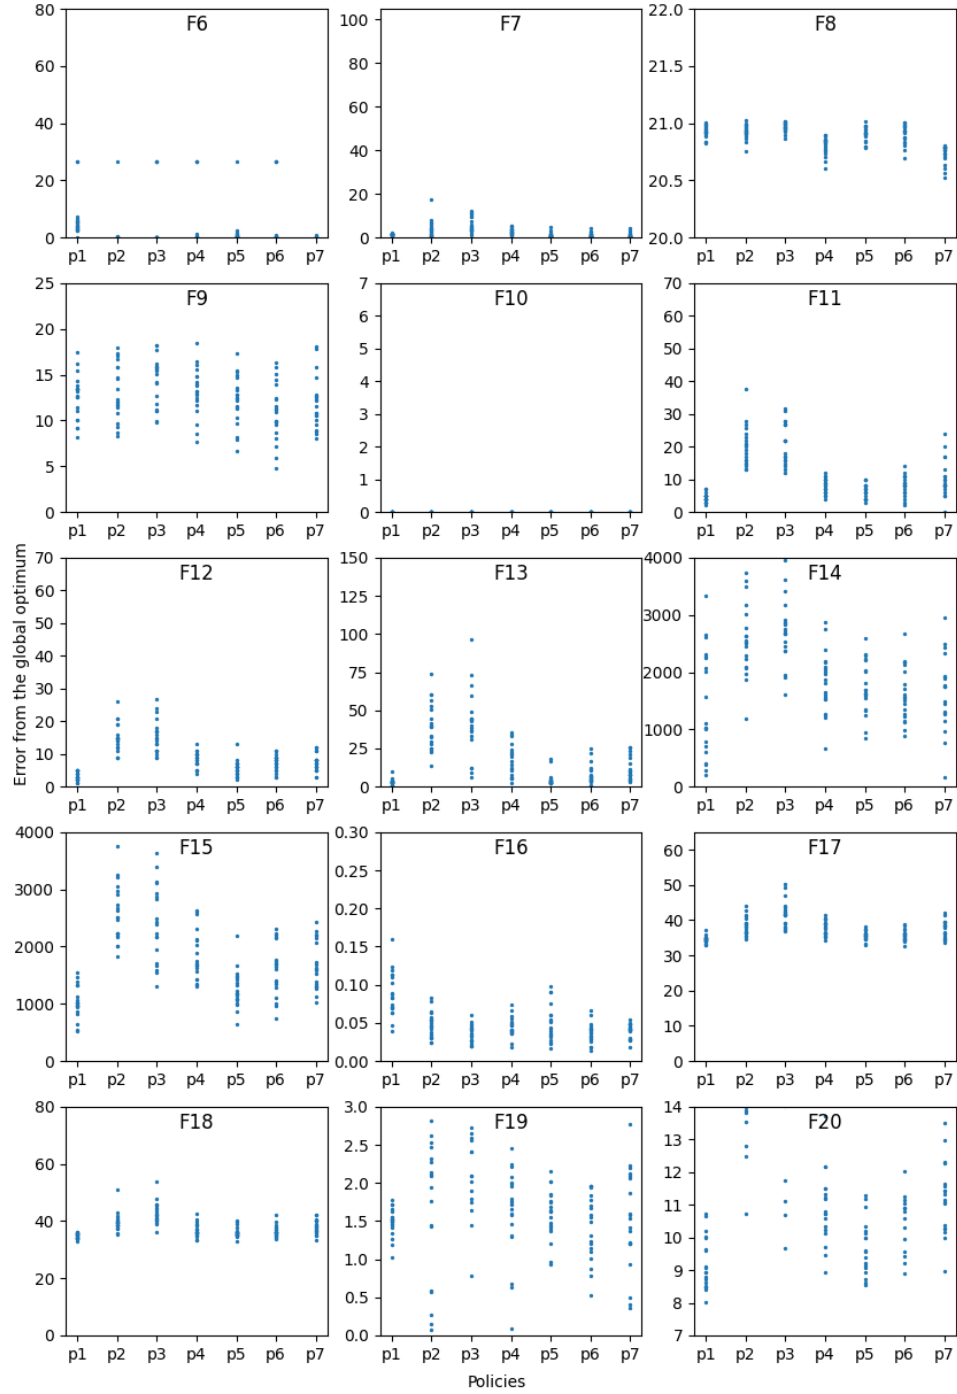 F6 F7 F8
80 100 22.0
60 80 21.5
40 60 21.0
20 40 20.5
0 20 20.0
0
p1 p2 p3 p4 p5 p6 p7 p1 p2 p3 p4 p5 p6 p7 p1 p2 p3 p4 p5 p6 p7
F9 F10 F11
25 7 70
20 6 60
15 5 50
10 4 40
5 3 30
0 2 20
1 10
0 0
p1 p2 p3 p4 p5 p6 p7 p1 p2 p3 p4 p5 p6 p7 p1 p2 p3 p4 p5 p6 p7
Error from the global optimum
F12 F13 F14
70 150 4000
60 125 3000
50 100 2000
40 75 1000
30 50 0
20 25
10 0
0
p1 p2 p3 p4 p5 p6 p7 p1 p2 p3 p4 p5 p6 p7 p1 p2 p3 p4 p5 p6 p7
F15 F16 F17
4000 0.30 60
3000 0.25 50
2000 0.20 40
1000 0.15 30
0 0.10 20
0.05 10
0.00 0
p1 p2 p3 p4 p5 p6 p7 p1 p2 p3 p4 p5 p6 p7 p1 p2 p3 p4 p5 p6 p7
F18 F19 F20
80 3.0 14
60 2.5 13
40 2.0 12
20 1.5 11
0 1.0 10
0.5 9
0.0 8
7
p1 p2 p3 p4 p5 p6 p7 p1 p2 p3 p4 p5 p6 p7 p1 p2 p3 p4 p5 p6 p7
Policies